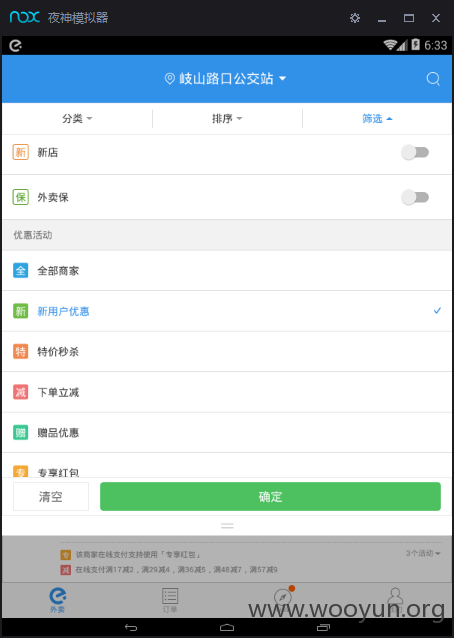 nox 夜神模拟器
6:33
岐山路口公交站
分类 排序 筛选
新 新店
保 外卖保
优惠活动
全 全部商家
新 新用户优惠
特 特价秒杀
减 下单立减
赠 赠品优惠
专 专享红包
清空 确定
专 该商家在线支付支持使用「专享红包」 3个活动
减 在线支付满17减2，满29减4，满36减5，满48减7，满57减9
外卖 订单
www.wooyun.org